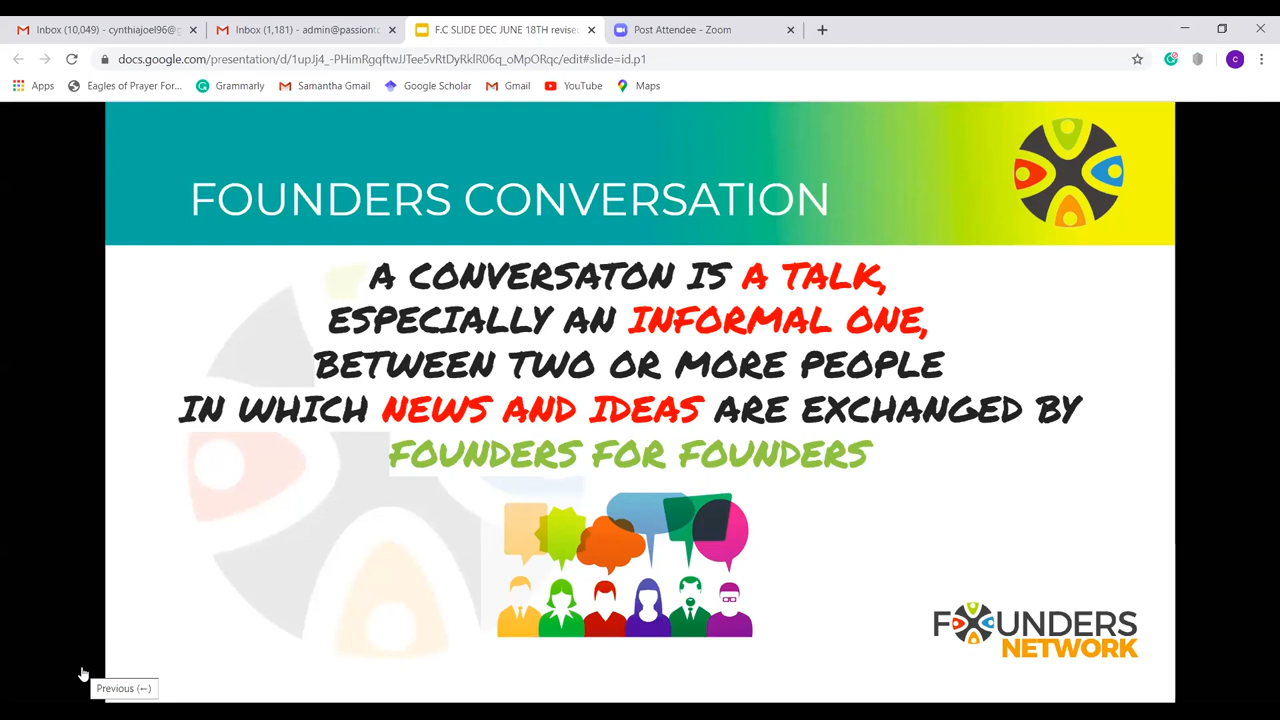 Inbox (10,049) - cynthiajoel96@g
Inbox (1,181) - admin@passionto
F.C SLIDE DEC JUNE 18TH revised
Post Attendee - Zoom
docs.google.com/presentation/d/1upJj4_-PHimRgqftwJJTee5vRtDyRklR06q_oMpORqc/edit#slide=id.p1
C
Apps
Eagles of Prayer For...
Grammarly
Samantha Gmail
Google Scholar
Gmail
YouTube
Maps
FOUNDERS CONVERSATION
A CONVERSATON IS A TALK,
ESPECIALLY AN INFORMAL ONE,
BETWEEN TWO OR MORE PEOPLE
IN WHICH NEWS AND IDEAS ARE EXCHANGED BY
FOUNDERS FOR FOUNDERS
FOUNDERS
NETWORK
Previous (←)